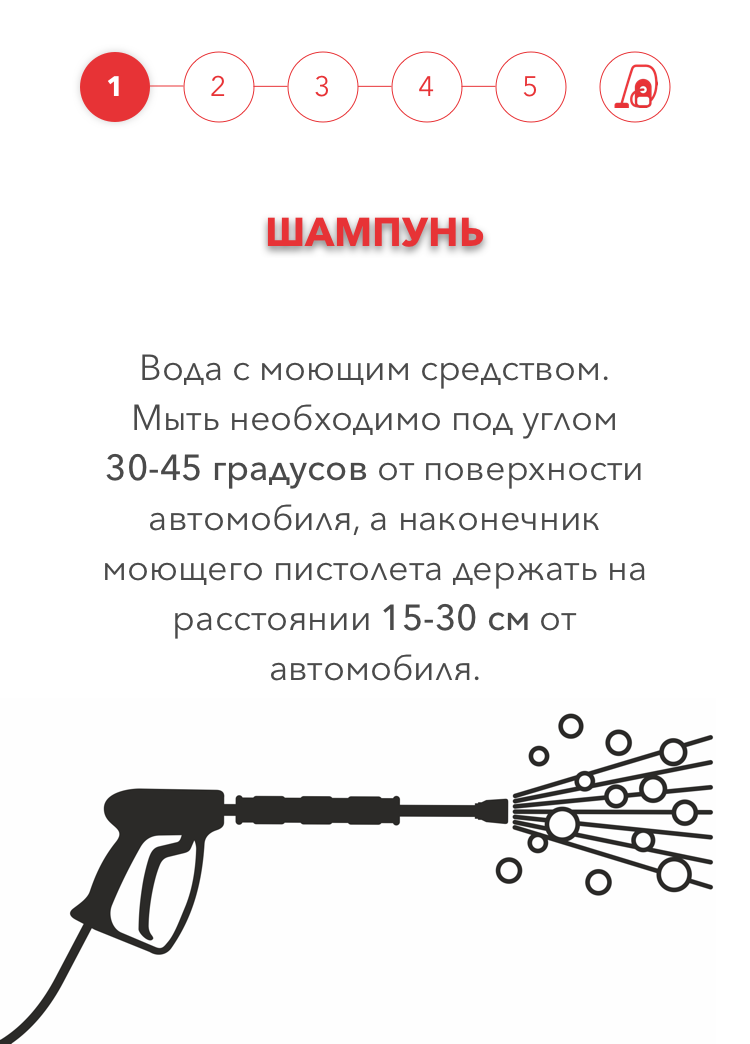 1 2 3 4 5
ШАМПУНЬ
Вода с моющим средством.
Мыть необходимо под углом
30-45 градусов от поверхности
автомобиля, а наконечник
моющего пистолета держать на
расстоянии 15-30 см от
автомобиля.